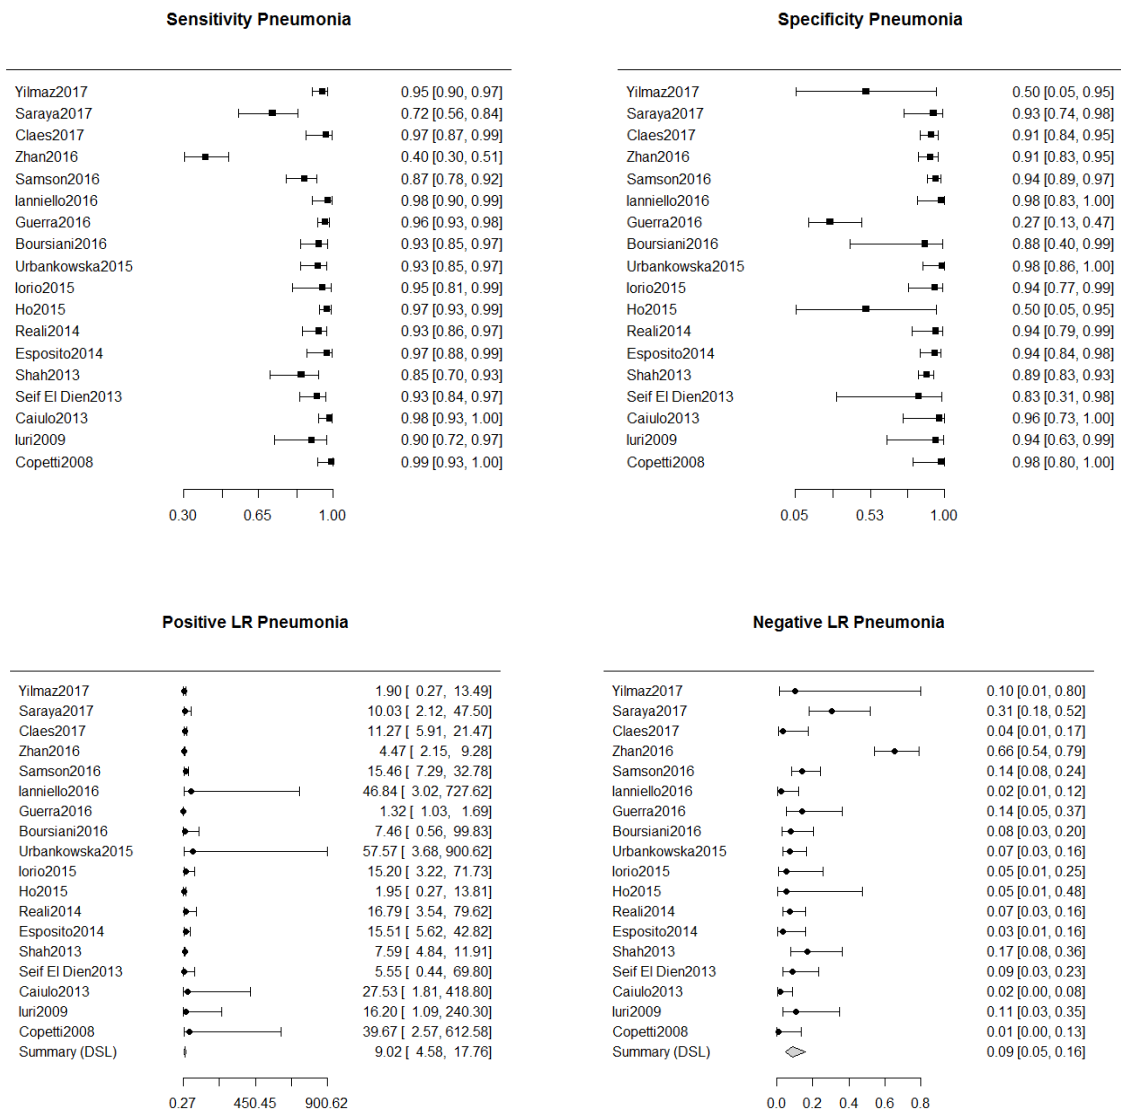 Sensitivity Pneumonia
Yilmaz2017 0.95 [0.90, 0.97]
Saraya2017 0.72 [0.56, 0.84]
Claes2017 0.97 [0.87, 0.99]
Zhan2016 0.40 [0.30, 0.51]
Samson2016 0.87 [0.78, 0.92]
Ianniello2016 0.98 [0.90, 0.99]
Guerra2016 0.96 [0.93, 0.98]
Boursiani2016 0.93 [0.85, 0.97]
Urbankowska2015 0.93 [0.85, 0.97]
Iorio2015 0.95 [0.81, 0.99]
Ho2015 0.97 [0.93, 0.99]
Reali2014 0.93 [0.86, 0.97]
Esposito2014 0.97 [0.88, 0.99]
Shah2013 0.85 [0.70, 0.93]
Seif El Dien2013 0.93 [0.84, 0.97]
Caiulo2013 0.98 [0.93, 1.00]
Iuri2009 0.90 [0.72, 0.97]
Copetti2008 0.99 [0.93, 1.00]
0.30 0.65 1.00
Specificity Pneumonia
Yilmaz2017 0.50 [0.05, 0.95]
Saraya2017 0.93 [0.74, 0.98]
Claes2017 0.91 [0.84, 0.95]
Zhan2016 0.91 [0.83, 0.95]
Samson2016 0.94 [0.89, 0.97]
Ianniello2016 0.98 [0.83, 1.00]
Guerra2016 0.27 [0.13, 0.47]
Boursiani2016 0.88 [0.40, 0.99]
Urbankowska2015 0.98 [0.86, 1.00]
Iorio2015 0.94 [0.77, 0.99]
Ho2015 0.50 [0.05, 0.95]
Reali2014 0.94 [0.79, 0.99]
Esposito2014 0.94 [0.84, 0.98]
Shah2013 0.89 [0.83, 0.93]
Seif El Dien2013 0.83 [0.31, 0.98]
Caiulo2013 0.96 [0.73, 1.00]
Iuri2009 0.94 [0.63, 0.99]
Copetti2008 0.98 [0.80, 1.00]
0.05 0.53 1.00
Positive LR Pneumonia
Yilmaz2017 1.90 [ 0.27, 13.49]
Saraya2017 10.03 [ 2.12, 47.50]
Claes2017 11.27 [ 5.91, 21.47]
Zhan2016 4.47 [ 2.15, 9.28]
Samson2016 15.46 [ 7.29, 32.78]
Ianniello2016 46.84 [ 3.02, 727.62]
Guerra2016 1.32 [ 1.03, 1.69]
Boursiani2016 7.46 [ 0.56, 99.83]
Urbankowska2015 57.57 [ 3.68, 900.62]
Iorio2015 15.20 [ 3.22, 71.73]
Ho2015 1.95 [ 0.27, 13.81]
Reali2014 16.79 [ 3.54, 79.62]
Esposito2014 15.51 [ 5.62, 42.82]
Shah2013 7.59 [ 4.84, 11.91]
Seif El Dien2013 5.55 [ 0.44, 69.80]
Caiulo2013 27.53 [ 1.81, 418.80]
Iuri2009 16.20 [ 1.09, 240.30]
Copetti2008 39.67 [ 2.57, 612.58]
Summary (DSL) 9.02 [ 4.58, 17.76]
0.27 450.45 900.62
Negative LR Pneumonia
Yilmaz2017 0.10 [0.01, 0.80]
Saraya2017 0.31 [0.18, 0.52]
Claes2017 0.04 [0.01, 0.17]
Zhan2016 0.66 [0.54, 0.79]
Samson2016 0.14 [0.08, 0.24]
Ianniello2016 0.02 [0.01, 0.12]
Guerra2016 0.14 [0.05, 0.37]
Boursiani2016 0.08 [0.03, 0.20]
Urbankowska2015 0.07 [0.03, 0.16]
Iorio2015 0.05 [0.01, 0.25]
Ho2015 0.05 [0.01, 0.48]
Reali2014 0.07 [0.03, 0.16]
Esposito2014 0.03 [0.01, 0.16]
Shah2013 0.17 [0.08, 0.36]
Seif El Dien2013 0.09 [0.03, 0.23]
Caiulo2013 0.02 [0.00, 0.08]
Iuri2009 0.11 [0.03, 0.35]
Copetti2008 0.01 [0.00, 0.13]
Summary (DSL) 0.09 [0.05, 0.16]
0.0 0.2 0.4 0.6 0.8